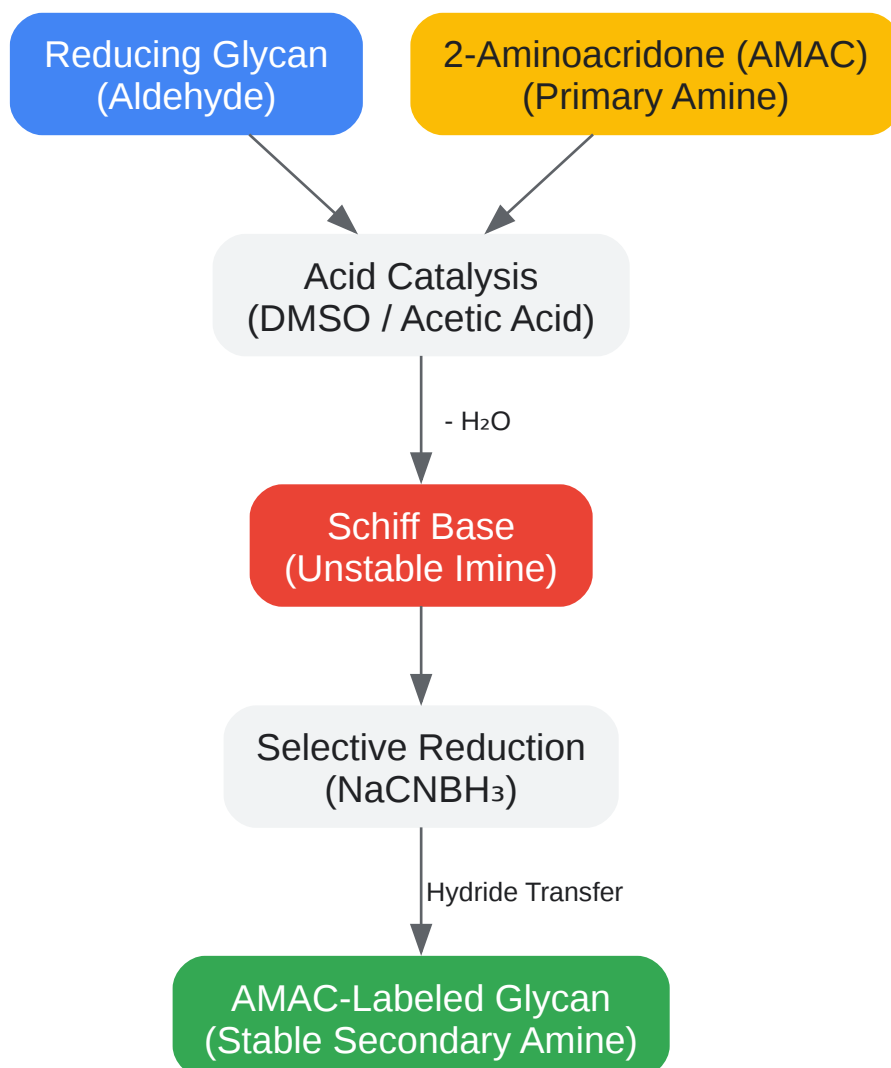 Reducing Glycan
(Aldehyde)
2-Aminoacridone (AMAC)
(Primary Amine)
Acid Catalysis
(DMSO / Acetic Acid)
- H₂O
Schiff Base
(Unstable Imine)
Selective Reduction
(NaCNBH₃)
Hydride Transfer
AMAC-Labeled Glycan
(Stable Secondary Amine)